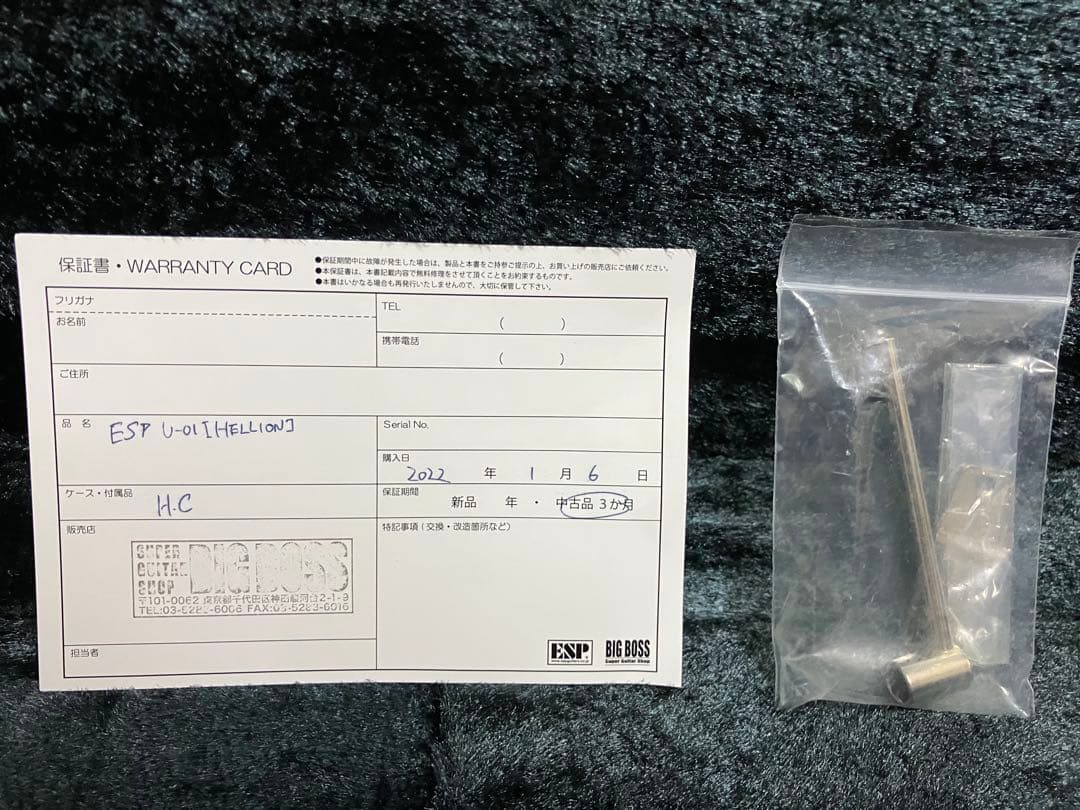 保証書・WARRANTY CARD
●保証期間中に故障が発生した場合は、製品と本書をご持参ご提示の上、お買い上げの販売店にご依頼ください。
●本保証書は、本書記載内容で無料修理をさせて頂くことをお約束するものです。
●本書はいかなる場合も再発行いたしませんので、大切に保管して下さい。
フリガナ
お名前
TEL
( )
携帯電話
( )
ご住所
品 名 ESP U-01[HELLION]
Serial No.
購入日
2022 年 1 月 6 日
ケース・付属品
H.C
保証期間
新品 年 ・ 中古品 3か月
販売店
SUPER GUITAR SHOP BIG BOSS
〒101-0062 東京都千代田区神田駿河台2-1-9
TEL:03-5283-6006 FAX:03-5283-6016
特記事項(交換・改造箇所など)
担当者
ESP
BIG BOSS
Super Guitar Shop